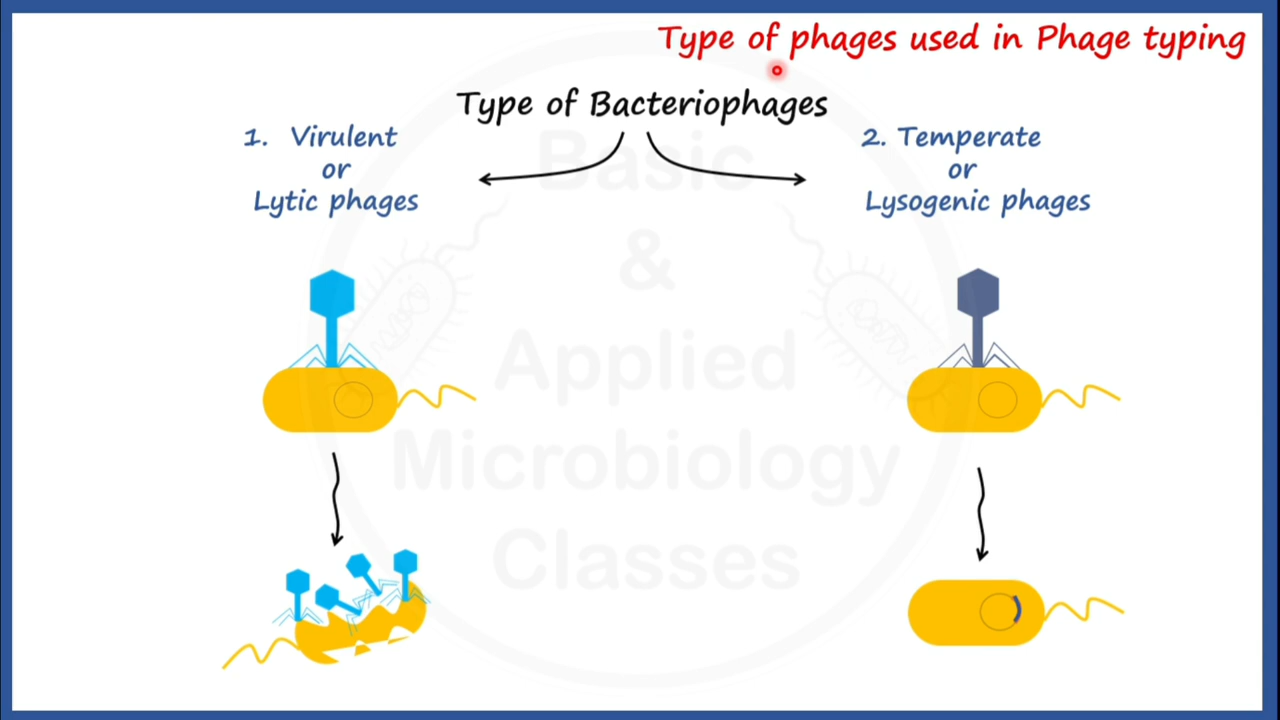 Type of phages used in Phage typing
Type of Bacteriophages
1. Virulent
or
Lytic phages
2. Temperate
or
Lysogenic phages
Basic
&
Applied
Microbiology
Classes